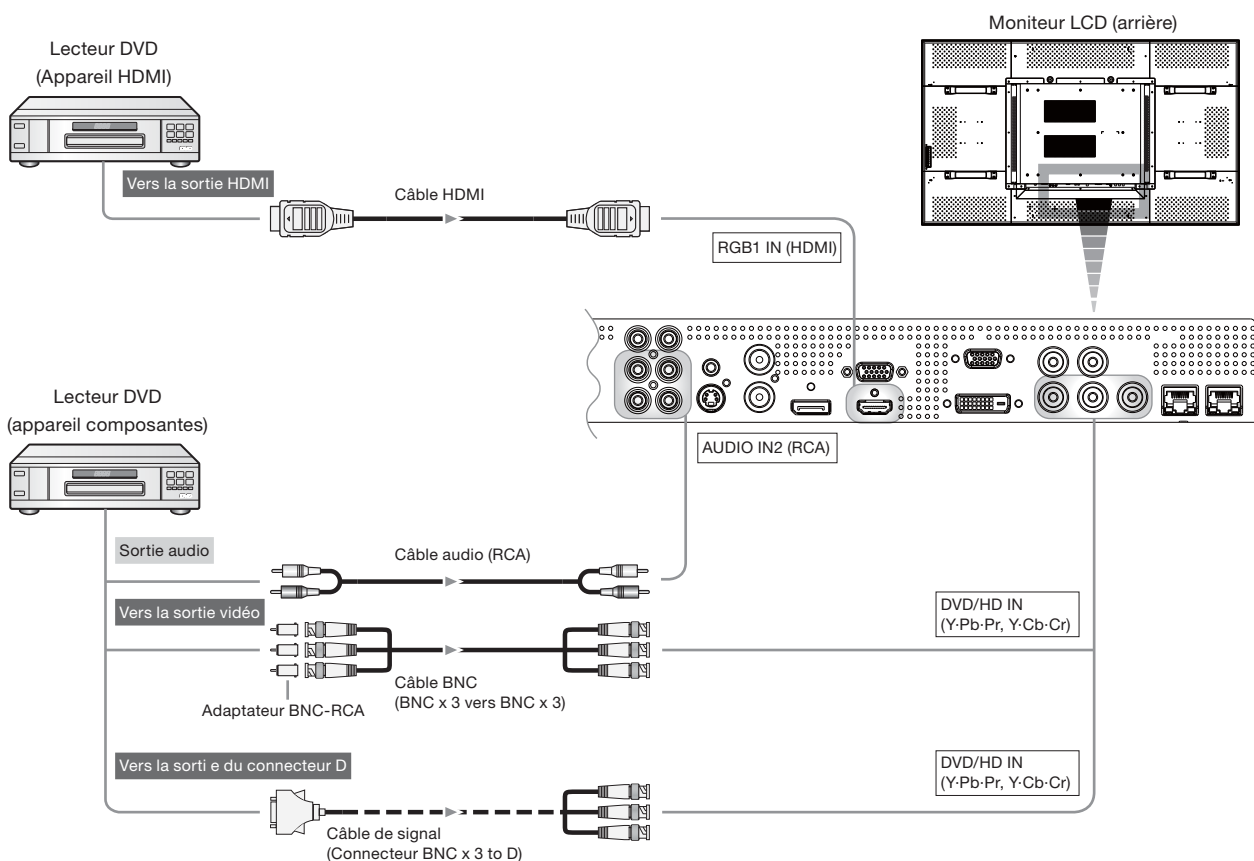 Moniteur LCD (arrière)
Lecteur DVD
(Appareil HDMI)
Vers la sortie HDMI
Câble HDMI
RGB1 IN (HDMI)
Lecteur DVD
(appareil composantes)
AUDIO IN2 (RCA)
Sortie audio
Câble audio (RCA)
Vers la sortie vidéo
DVD/HD IN
(Y·Pb·Pr, Y·Cb·Cr)
Câble BNC
(BNC x 3 vers BNC x 3)
Adaptateur BNC-RCA
Vers la sorti e du connecteur D
DVD/HD IN
(Y·Pb·Pr, Y·Cb·Cr)
Câble de signal
(Connecteur BNC x 3 to D)